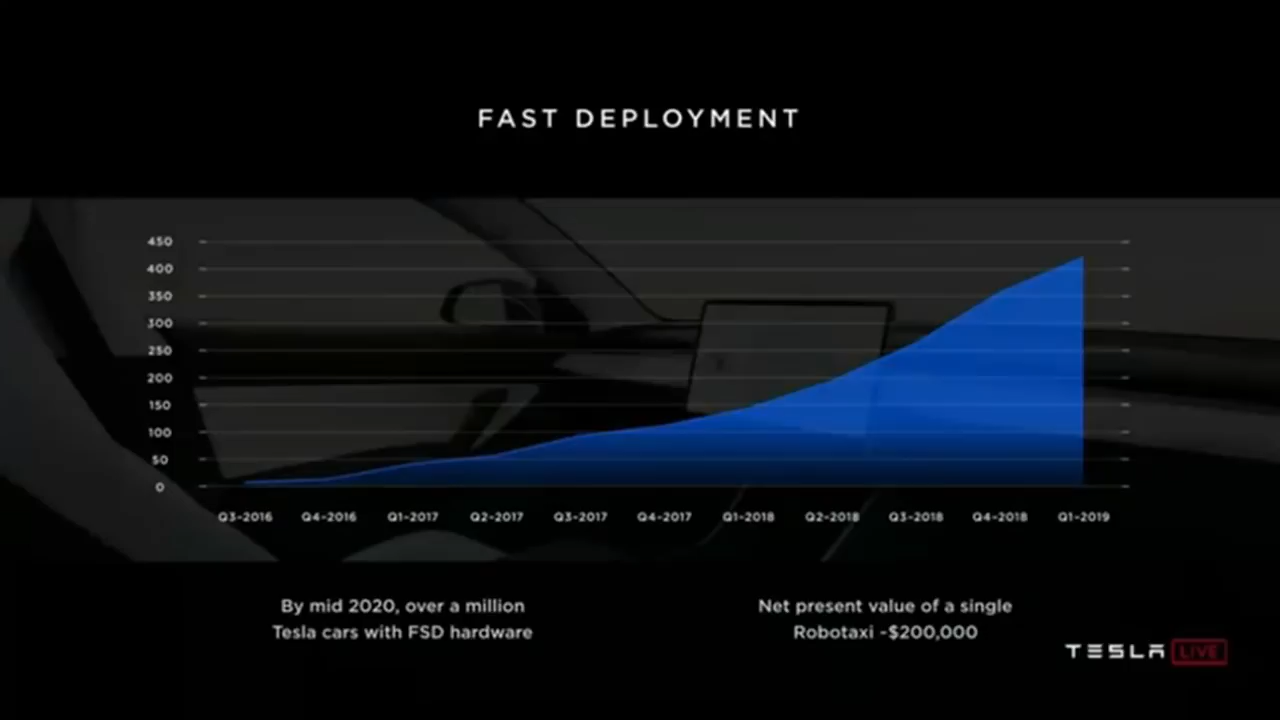 FAST DEPLOYMENT
450
400
350
300
250
200
150
100
50
0
Q3-2016 Q4-2016 Q1-2017 Q2-2017 Q3-2017 Q4-2017 Q1-2018 Q2-2018 Q3-2018 Q4-2018 Q1-2019
By mid 2020, over a million
Tesla cars with FSD hardware
Net present value of a single
Robotaxi ~$200,000
TESLA LIVE